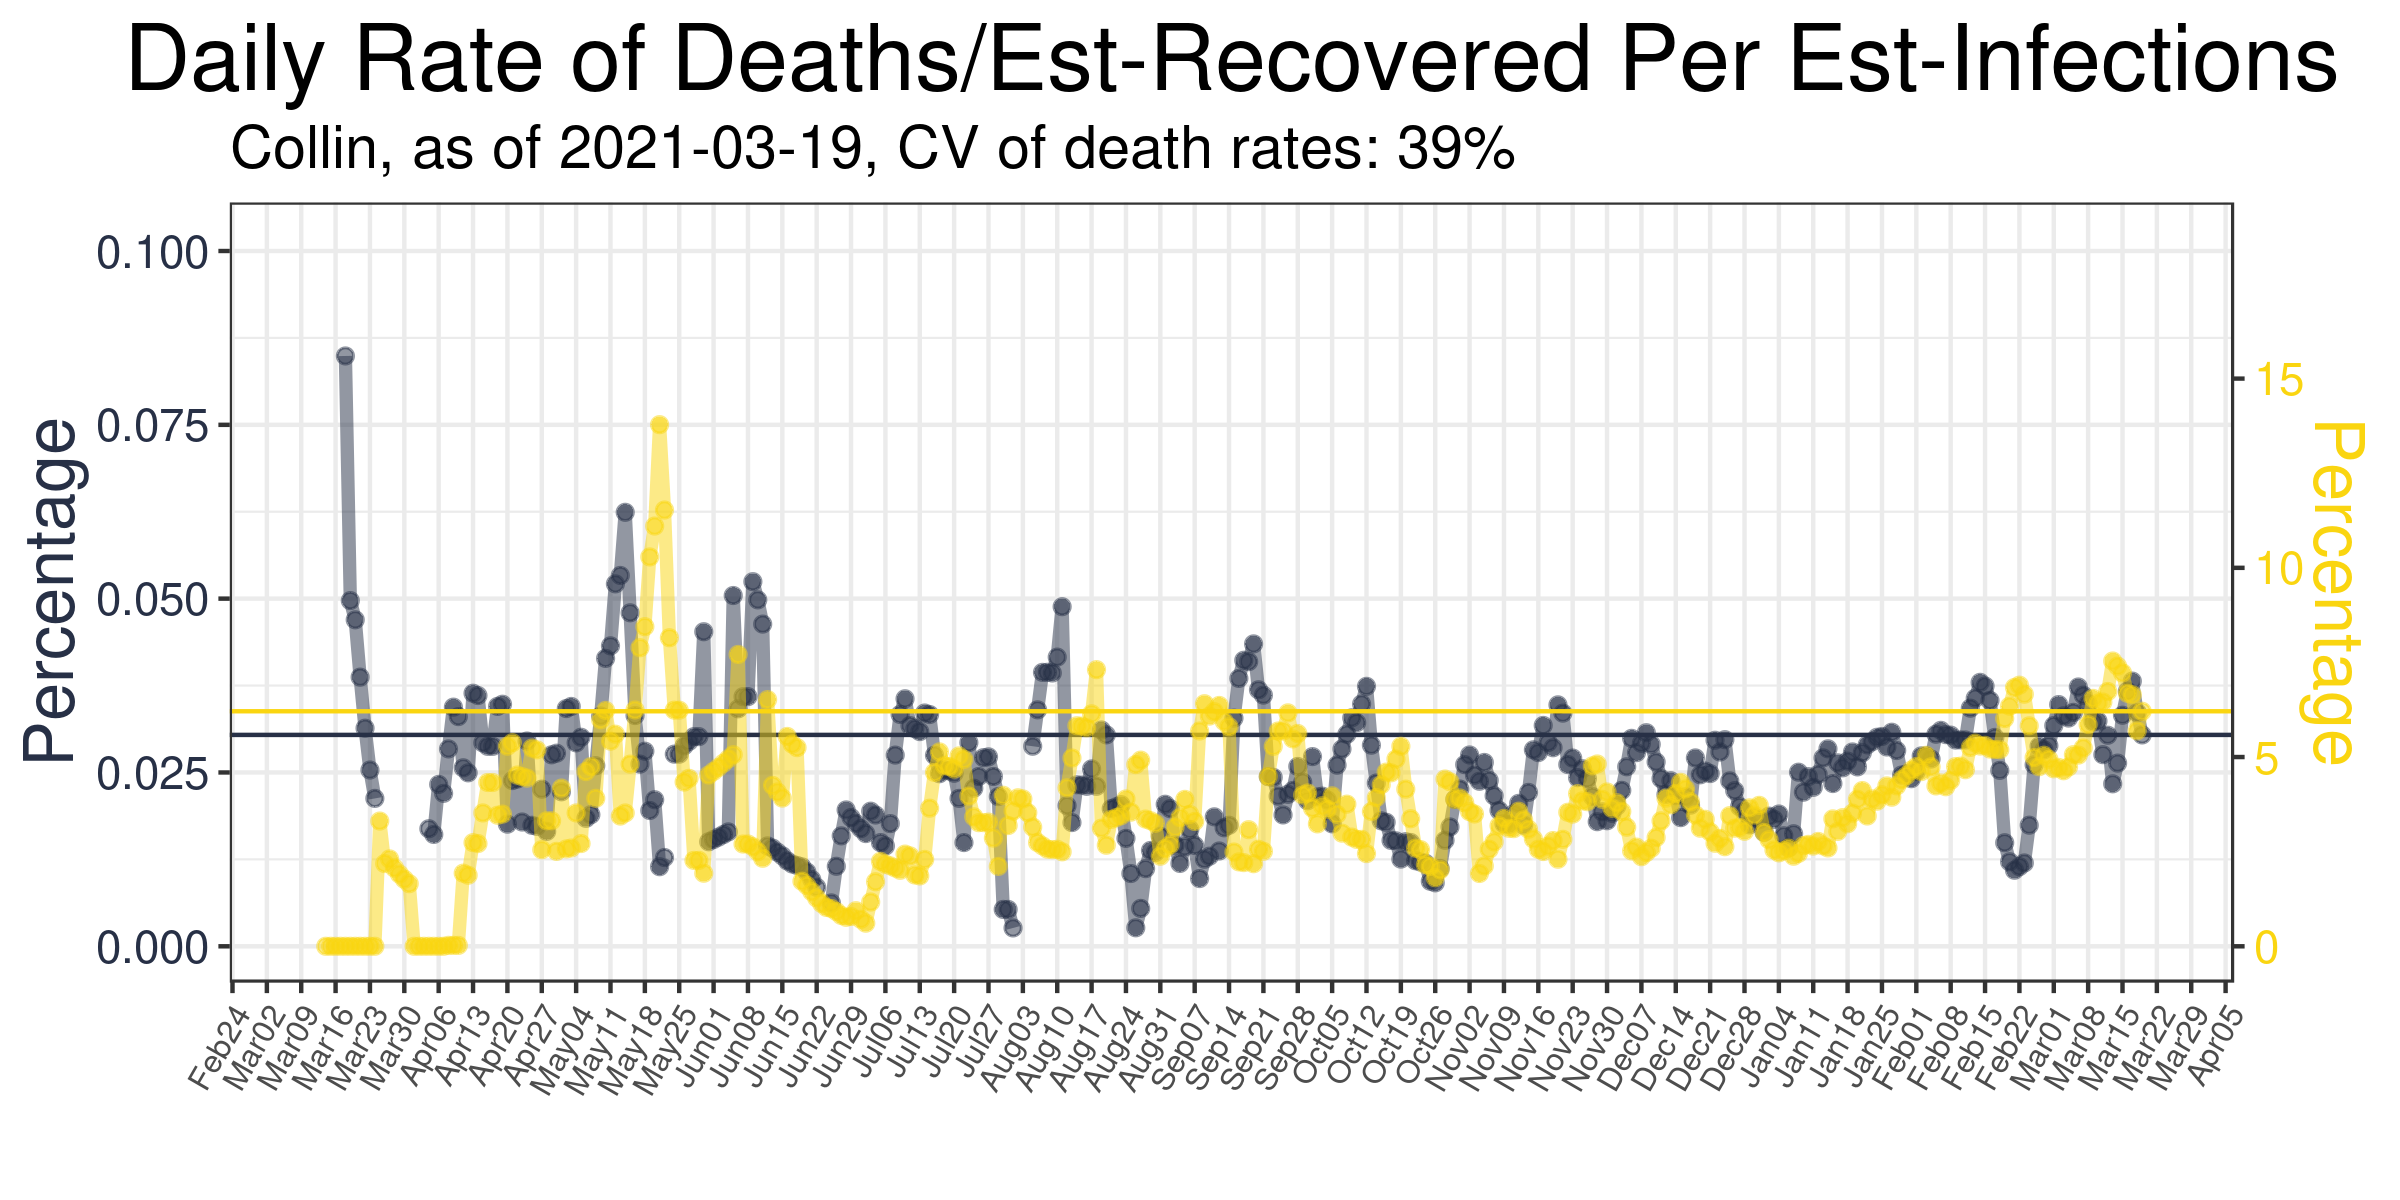 Daily Rate of Deaths/Est-Recovered Per Est-Infections
Collin, as of 2021-03-19, CV of death rates: 39%
Percentage
0.100
0.075
0.050
0.025
0.000
15
10
5
0
Percentage
Feb24
Mar02
Mar09
Mar16
Mar23
Mar30
Apr06
Apr13
Apr20
Apr27
May04
May11
May18
May25
Jun01
Jun08
Jun15
Jun22
Jun29
Jul06
Jul13
Jul20
Jul27
Aug03
Aug10
Aug17
Aug24
Aug31
Sep07
Sep14
Sep21
Sep28
Oct05
Oct12
Oct19
Oct26
Nov02
Nov09
Nov16
Nov23
Nov30
Dec07
Dec14
Dec21
Dec28
Jan04
Jan11
Jan18
Jan25
Feb01
Feb08
Feb15
Feb22
Mar01
Mar08
Mar15
Mar22
Mar29
Apr05